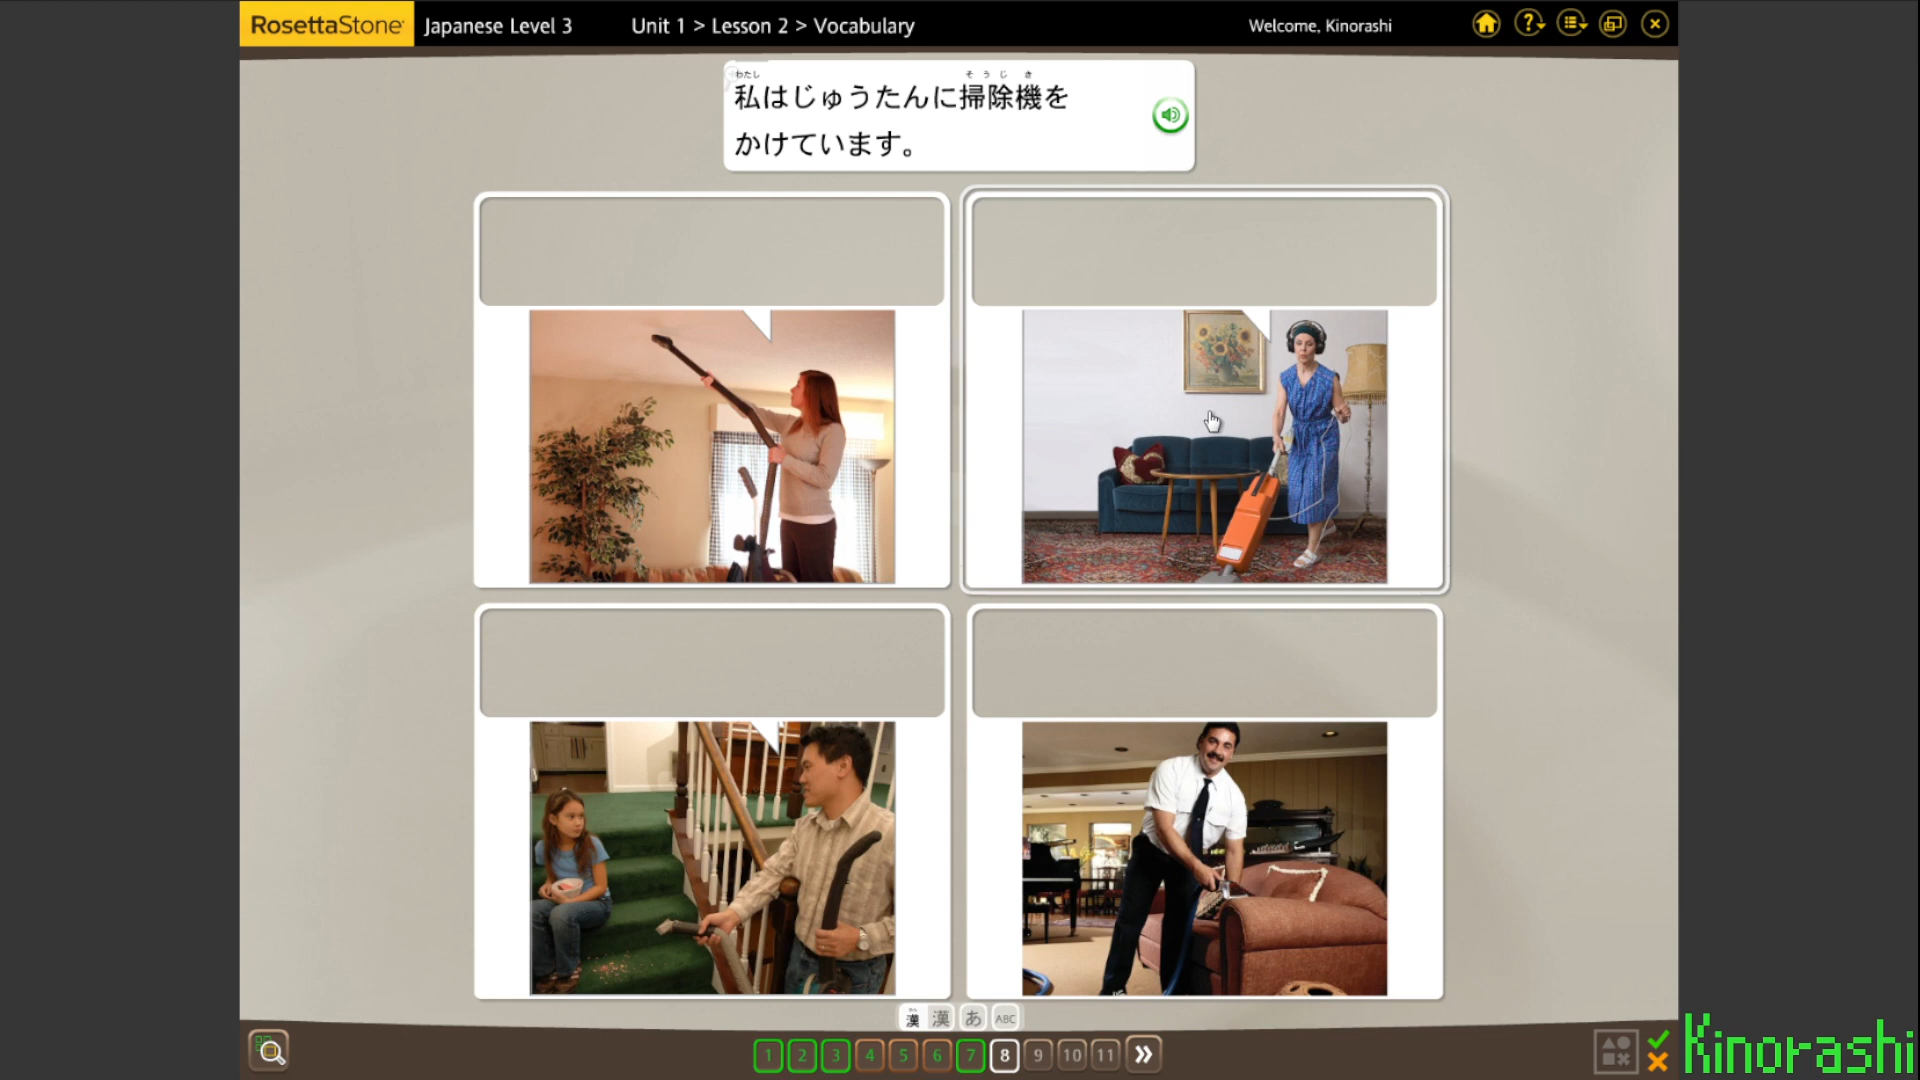 RosettaStone Japanese Level 3 Unit 1 > Lesson 2 > Vocabulary Welcome, Kinorashi
わたし そうじき
私はじゅうたんに掃除機を
かけています。
漢 漢 あ ABC
1 2 3 4 5 6 7 8 9 10 11
Kinorashi